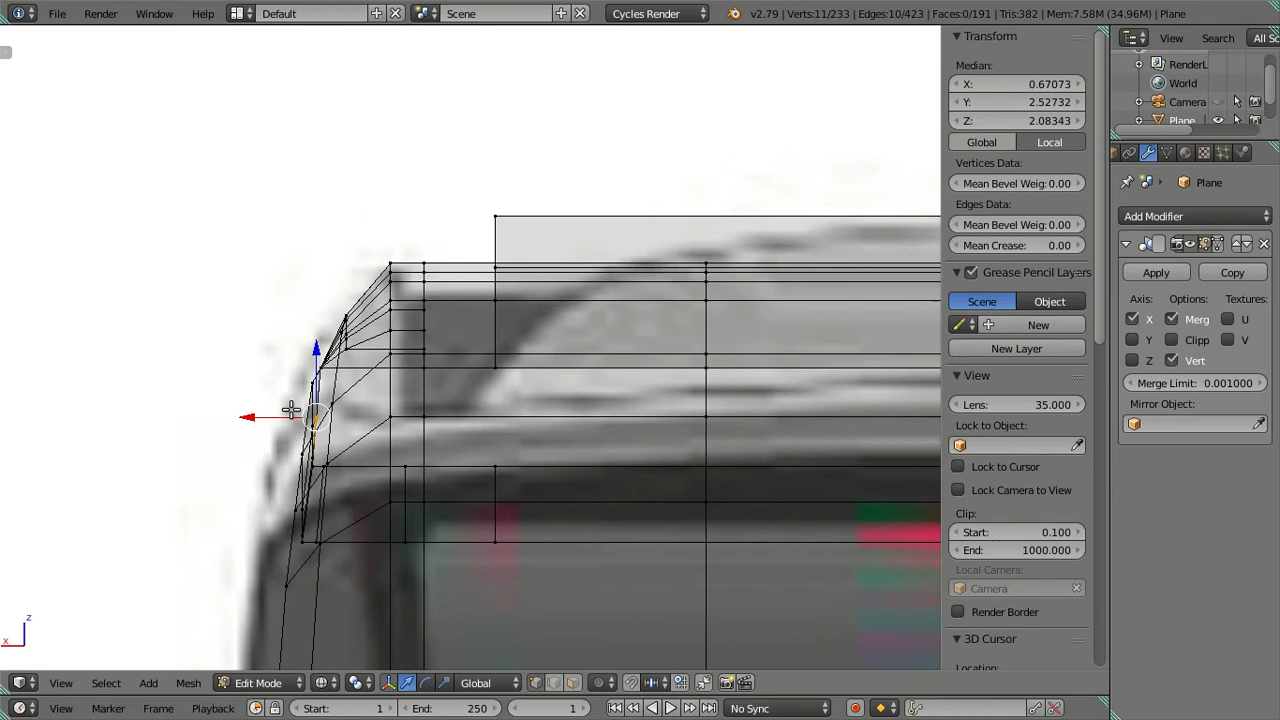 File Render Window Help Default Scene Cycles Render v2.79 | Verts:11/233 | Edges:10/423 | Faces:0/191 | Tris:382 | Mem:7.58M (34.96M) | Plane
Transform
Median:
X: 0.67073
Y: 2.52732
Z: 2.08343
Global Local
Vertices Data:
Mean Bevel Weig: 0.00
Edges Data:
Mean Bevel Weig: 0.00
Mean Crease: 0.00
Grease Pencil Layers
Scene Object
New
New Layer
View
Lens: 35.000
Lock to Object:
Lock to Cursor
Lock Camera to View
Clip:
Start: 0.100
End: 1000.000
Local Camera:
Camera
Render Border
3D Cursor
Location:
View Search All Sc
RenderL
World
Camera
Plane
Plane
Add Modifier
Apply Copy
Axis: Options: Textures:
X Merg U
Y Clipp V
Z Vert
Merge Limit: 0.001000
Mirror Object:
z
x
View Select Add Mesh Edit Mode Global
View Marker Frame Playback Start: 1 End: 250 1 No Sync